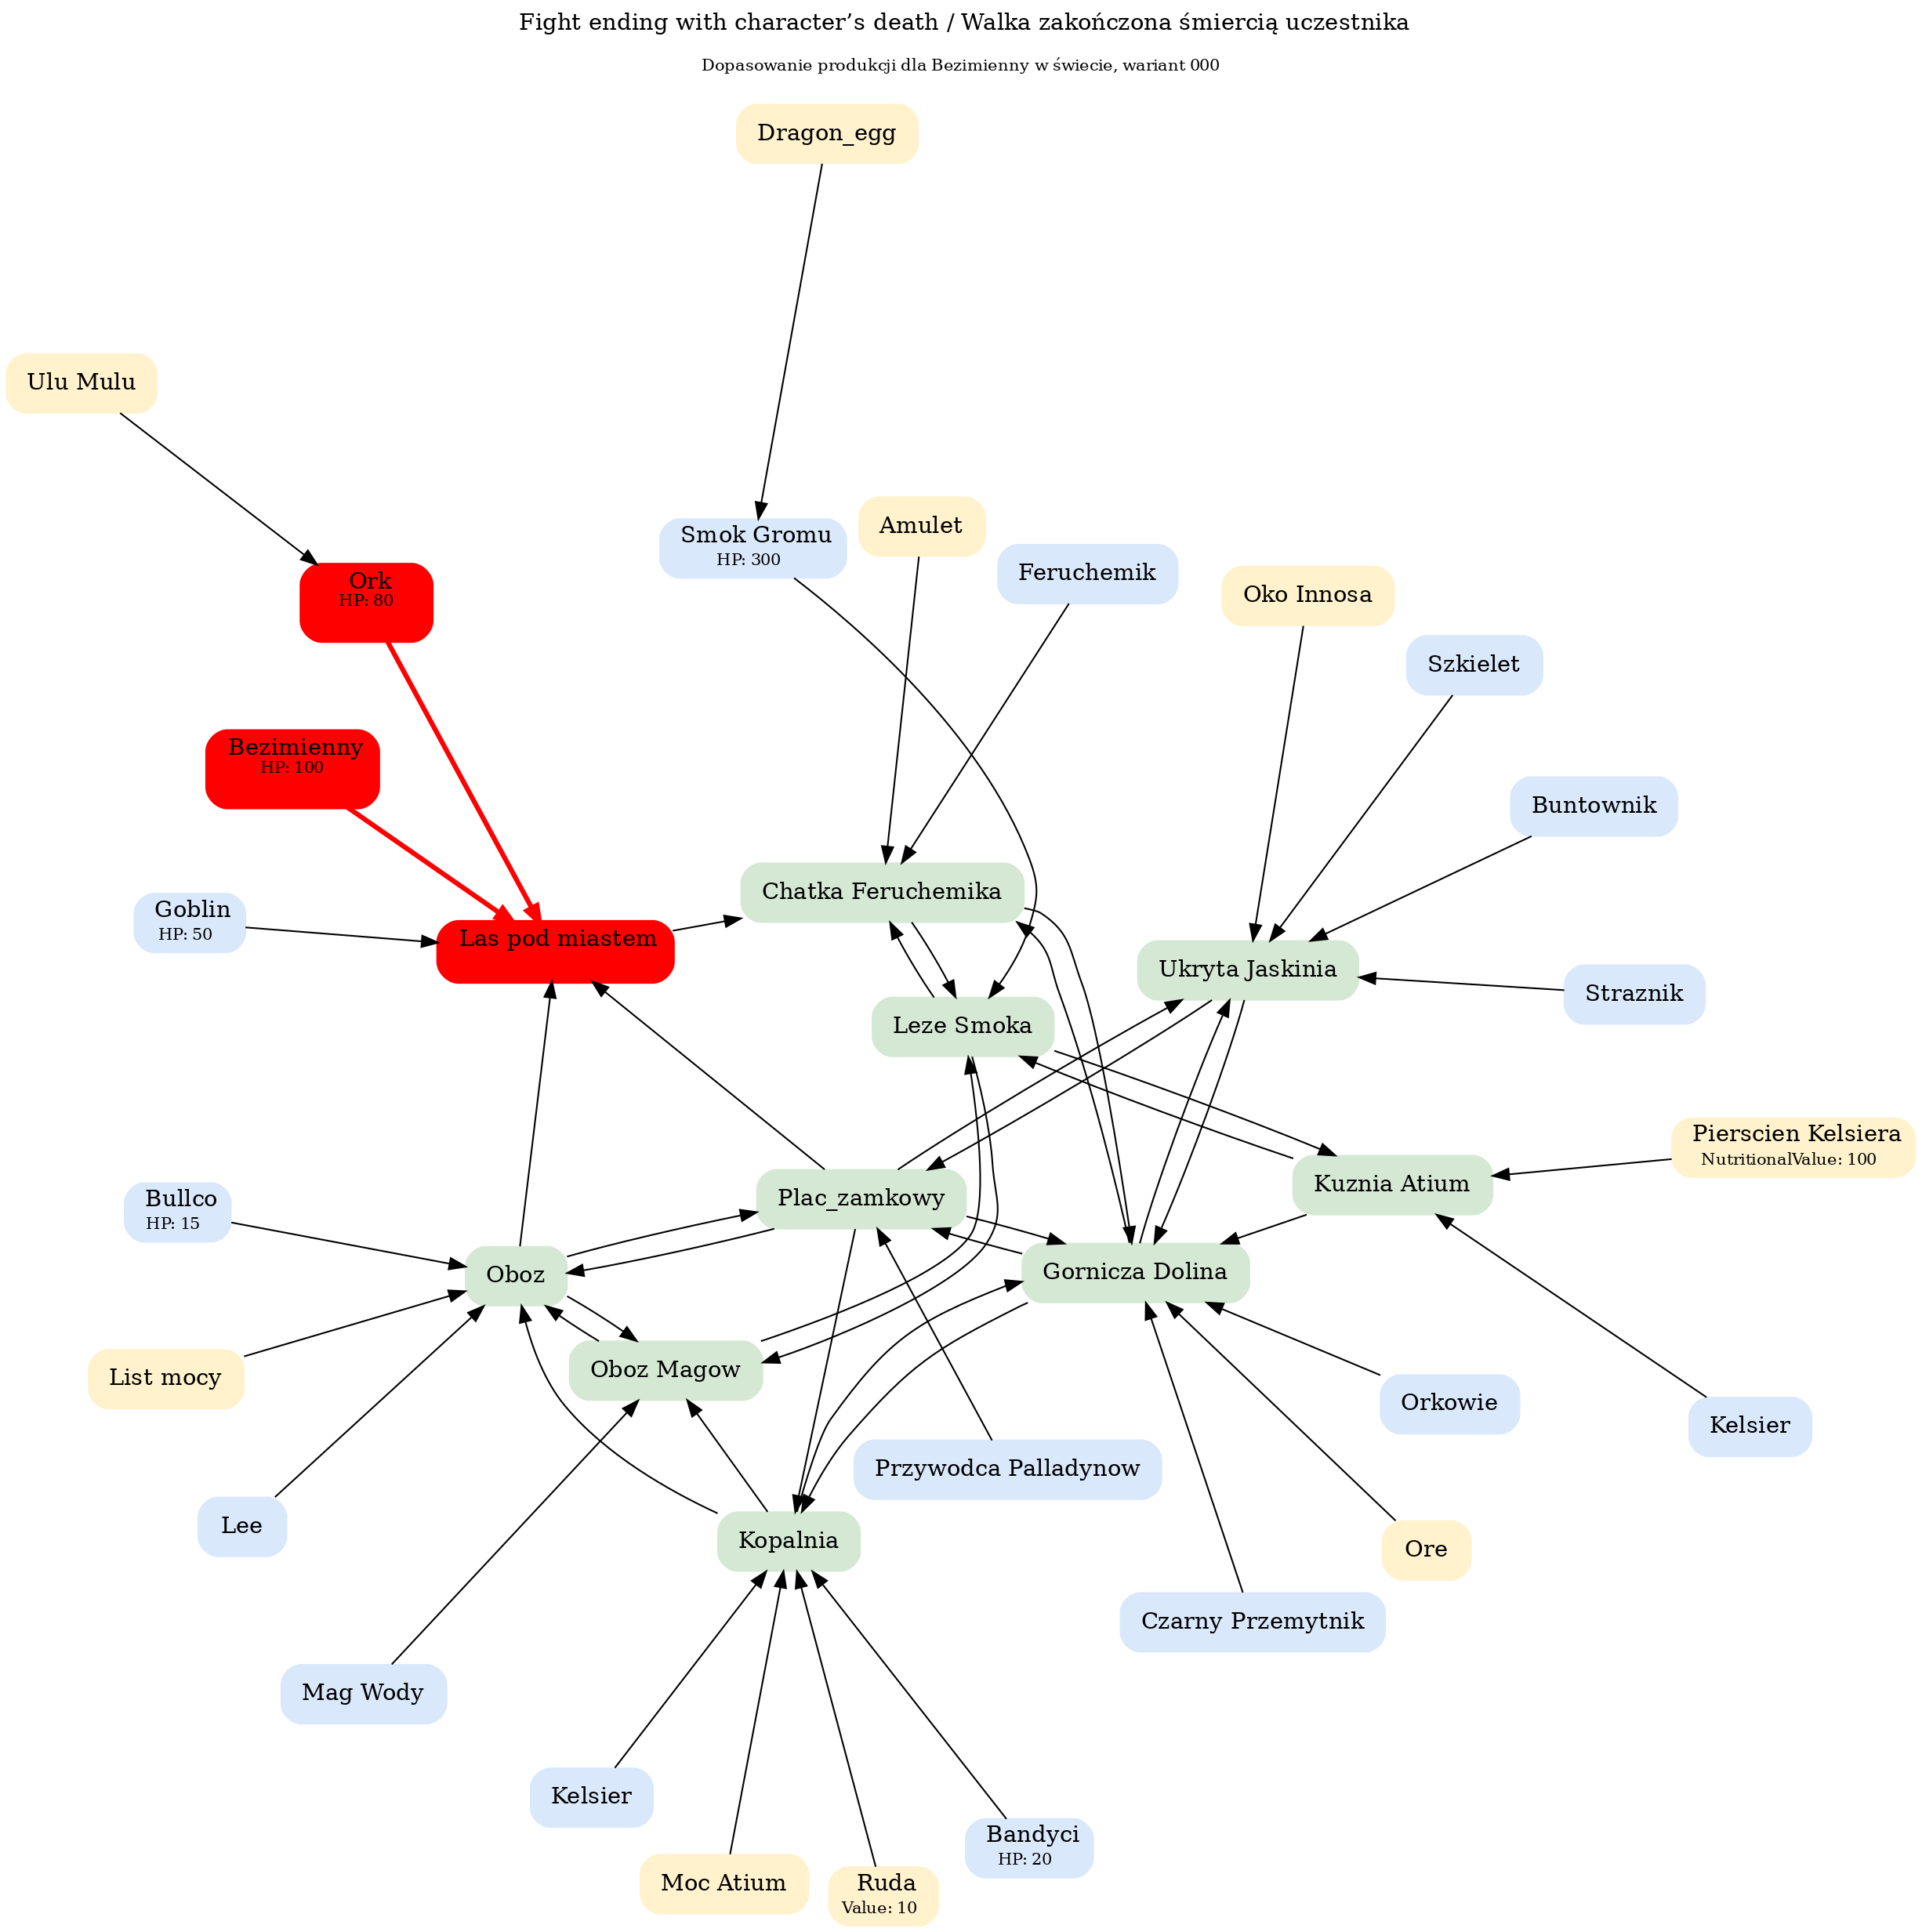 Fight ending with character’s death / Walka zakończona śmiercią uczestnika
Dopasowanie produkcji dla Bezimienny w świecie, wariant 000
Dragon_egg
Ulu Mulu
Smok Gromu
HP: 300
Amulet
Feruchemik
Ork
HP: 80
Oko Innosa
Szkielet
Bezimienny
HP: 100
Buntownik
Chatka Feruchemika
Goblin
HP: 50
Las pod miastem
Ukryta Jaskinia
Straznik
Leze Smoka
Pierscien Kelsiera
NutritionalValue: 100
Kuznia Atium
Plac_zamkowy
Bullco
HP: 15
Oboz
Gornicza Dolina
List mocy
Oboz Magow
Orkowie
Kelsier
Przywodca Palladynow
Lee
Kopalnia
Ore
Czarny Przemytnik
Mag Wody
Kelsier
Bandyci
HP: 20
Moc Atium
Ruda
Value: 10